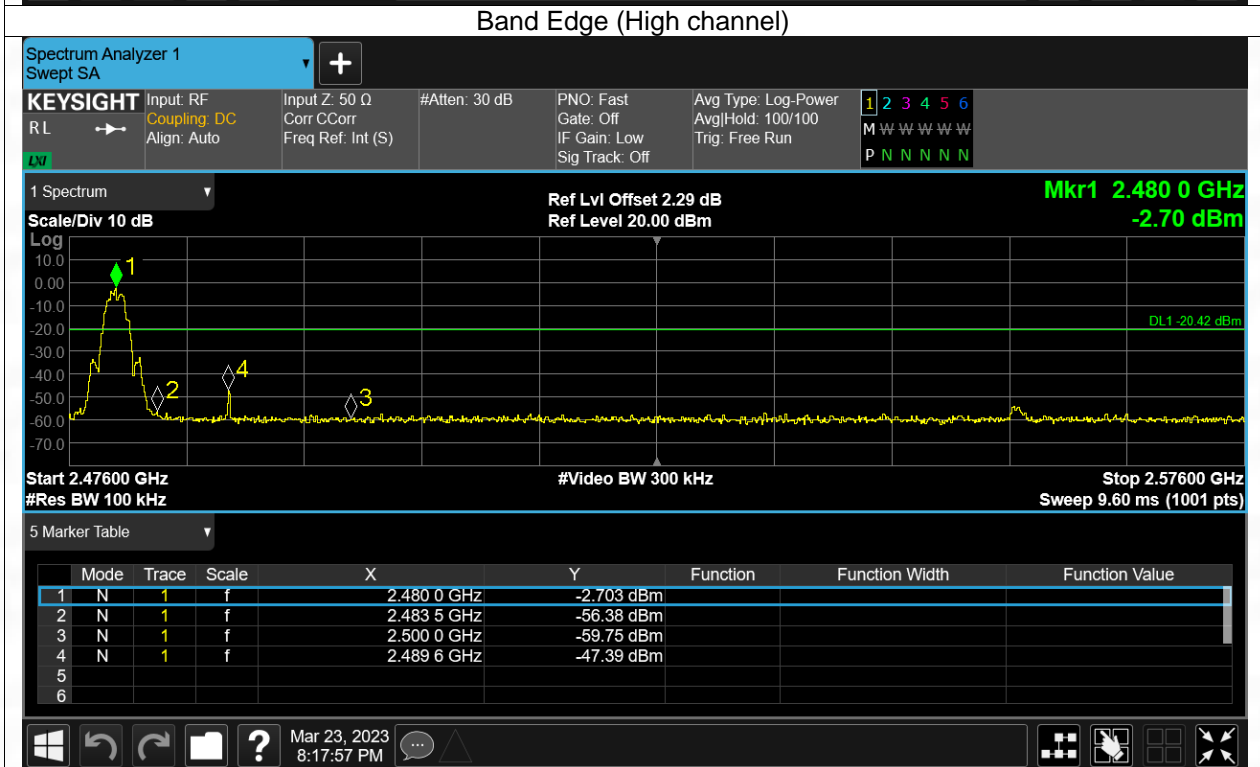 Band Edge (High channel)
Spectrum Analyzer 1
Swept SA
KEYSIGHT
R L
LXI
Input: RF
Coupling: DC
Align: Auto
Input Z: 50 Ω
Corr CCorr
Freq Ref: Int (S)
#Atten: 30 dB
PNO: Fast
Gate: Off
IF Gain: Low
Sig Track: Off
Avg Type: Log-Power
Avg|Hold: 100/100
Trig: Free Run
1 2 3 4 5 6
M W W W W W
P N N N N N
1 Spectrum
Scale/Div 10 dB
Ref Lvl Offset 2.29 dB
Ref Level 20.00 dBm
Mkr1 2.480 0 GHz
-2.70 dBm
Log
10.0
0.00
-10.0
-20.0
-30.0
-40.0
-50.0
-60.0
-70.0
1
2
4
3
DL1 -20.42 dBm
Start 2.47600 GHz
#Video BW 300 kHz
Stop 2.57600 GHz
#Res BW 100 kHz
Sweep 9.60 ms (1001 pts)
5 Marker Table
Mode Trace Scale X Y Function Function Width Function Value
1 N 1 f 2.480 0 GHz -2.703 dBm
2 N 1 f 2.483 5 GHz -56.38 dBm
3 N 1 f 2.500 0 GHz -59.75 dBm
4 N 1 f 2.489 6 GHz -47.39 dBm
5
6
?
Mar 23, 2023
8:17:57 PM